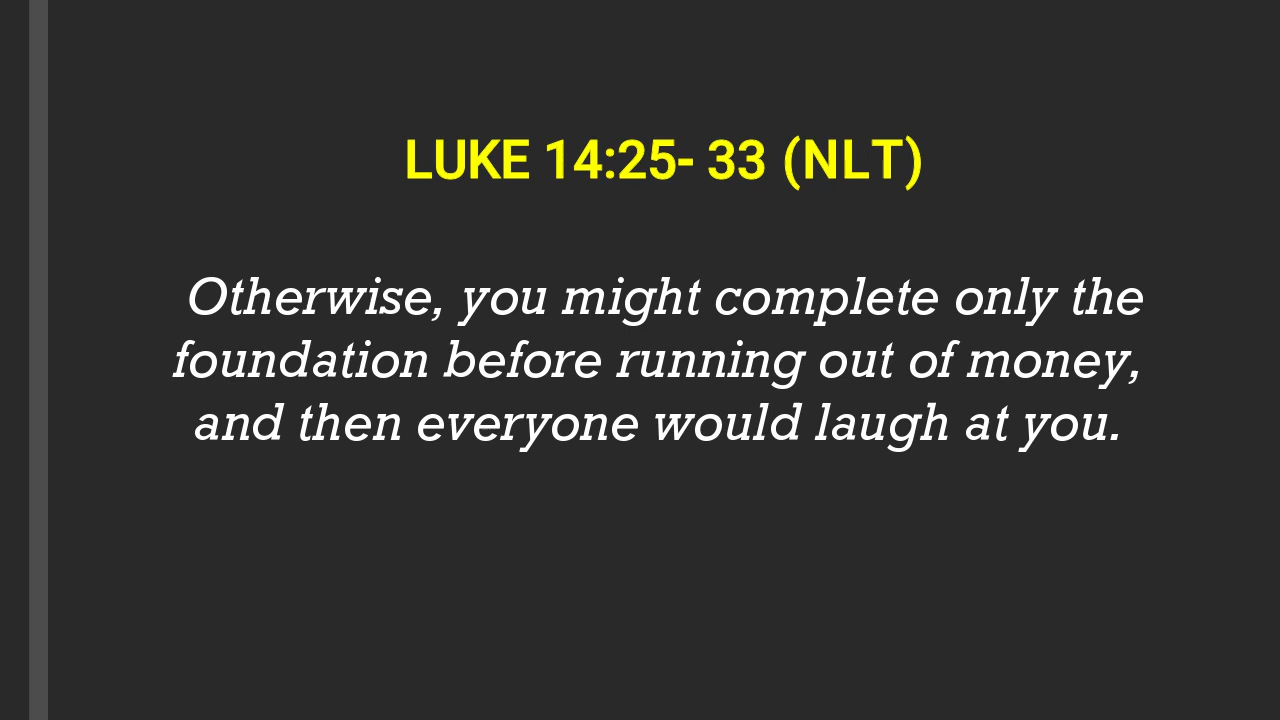 LUKE 14:25- 33 (NLT)
Otherwise, you might complete only the
foundation before running out of money,
and then everyone would laugh at you.